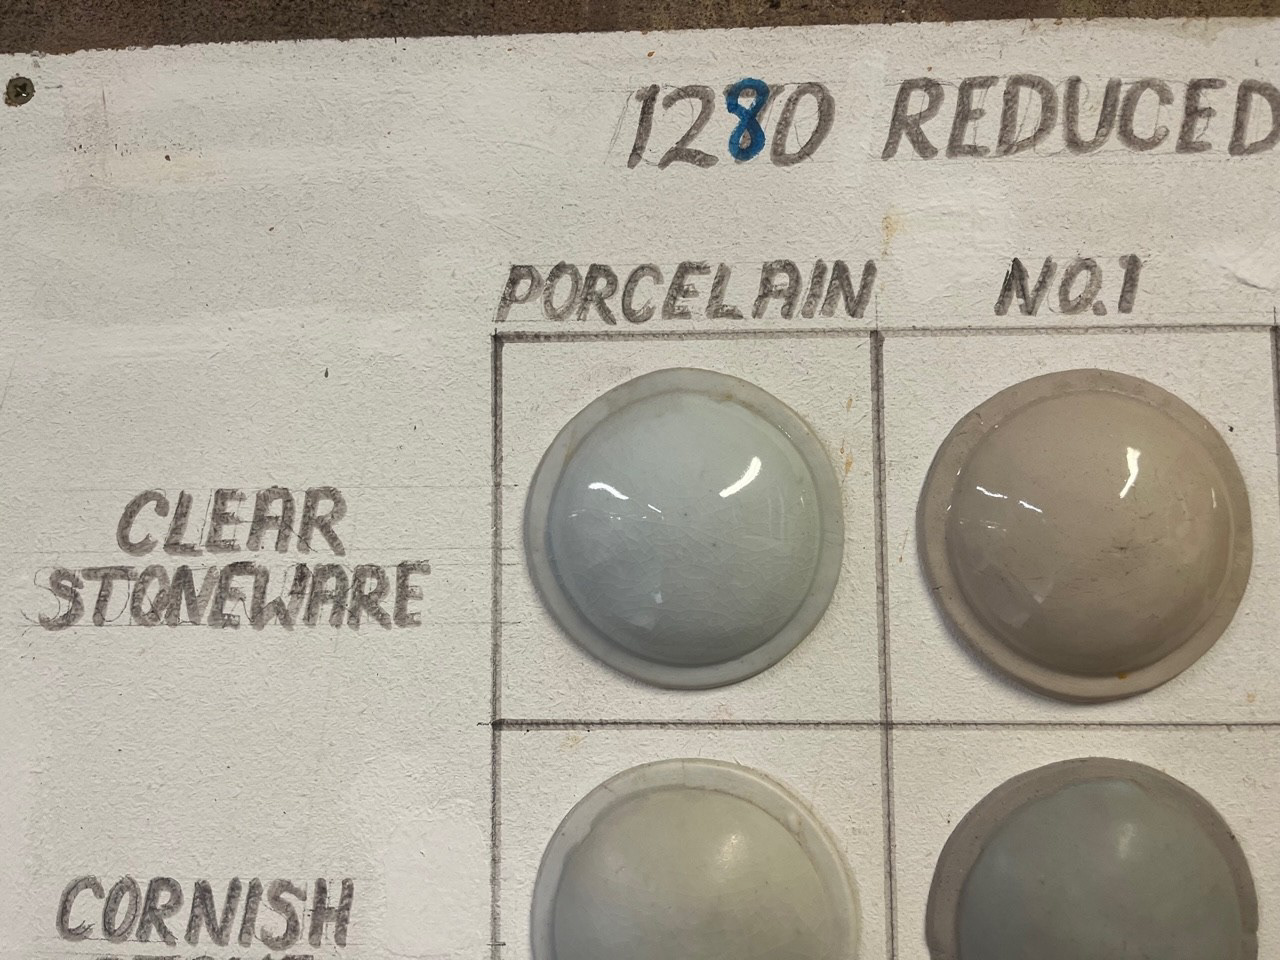 1280 REDUCED
PORCELAIN NO.1
CLEAR
STONEWARE
CORNISH